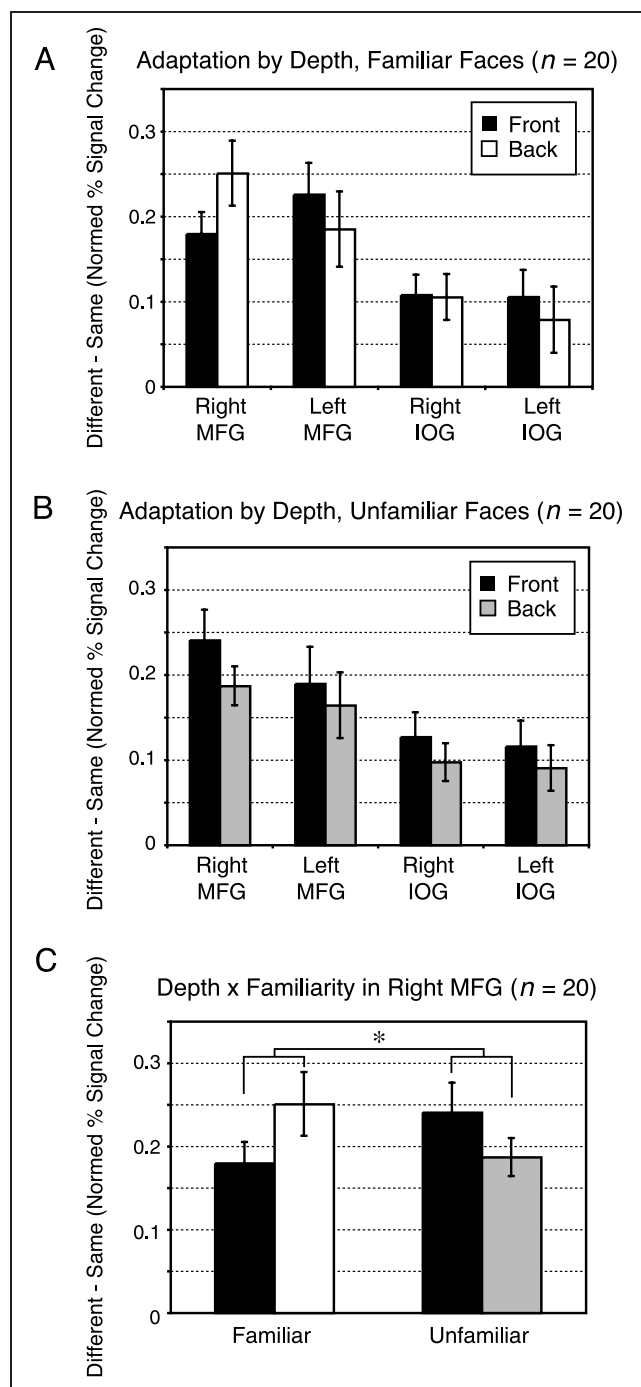 A
Adaptation by Depth, Familiar Faces (n = 20)
Different - Same (Normed % Signal Change)
0.3
0.2
0.1
0
Front
Back
Right MFG
Left MFG
Right IOG
Left IOG
B
Adaptation by Depth, Unfamiliar Faces (n = 20)
Different - Same (Normed % Signal Change)
0.3
0.2
0.1
0
Front
Back
Right MFG
Left MFG
Right IOG
Left IOG
C
Depth x Familiarity in Right MFG (n = 20)
Different - Same (Normed % Signal Change)
0.3
0.2
0.1
0
*
Familiar
Unfamiliar